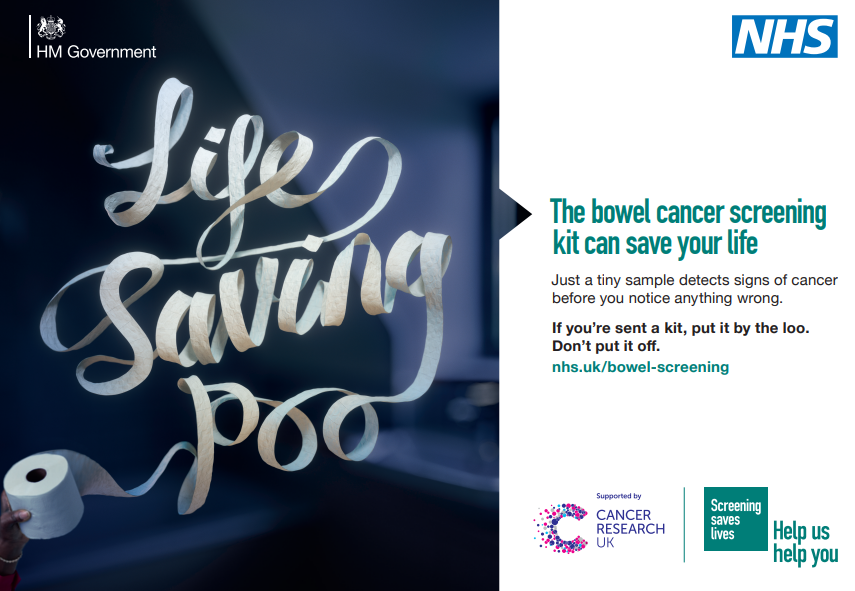 HM Government
Life
Saving
poo
NHS
The bowel cancer screening
kit can save your life
Just a tiny sample detects signs of cancer
before you notice anything wrong.
If you're sent a kit, put it by the loo.
Don't put it off.
nhs.uk/bowel-screening
Supported by
CANCER
RESEARCH
UK
Screening
saves
lives
Help us
help you